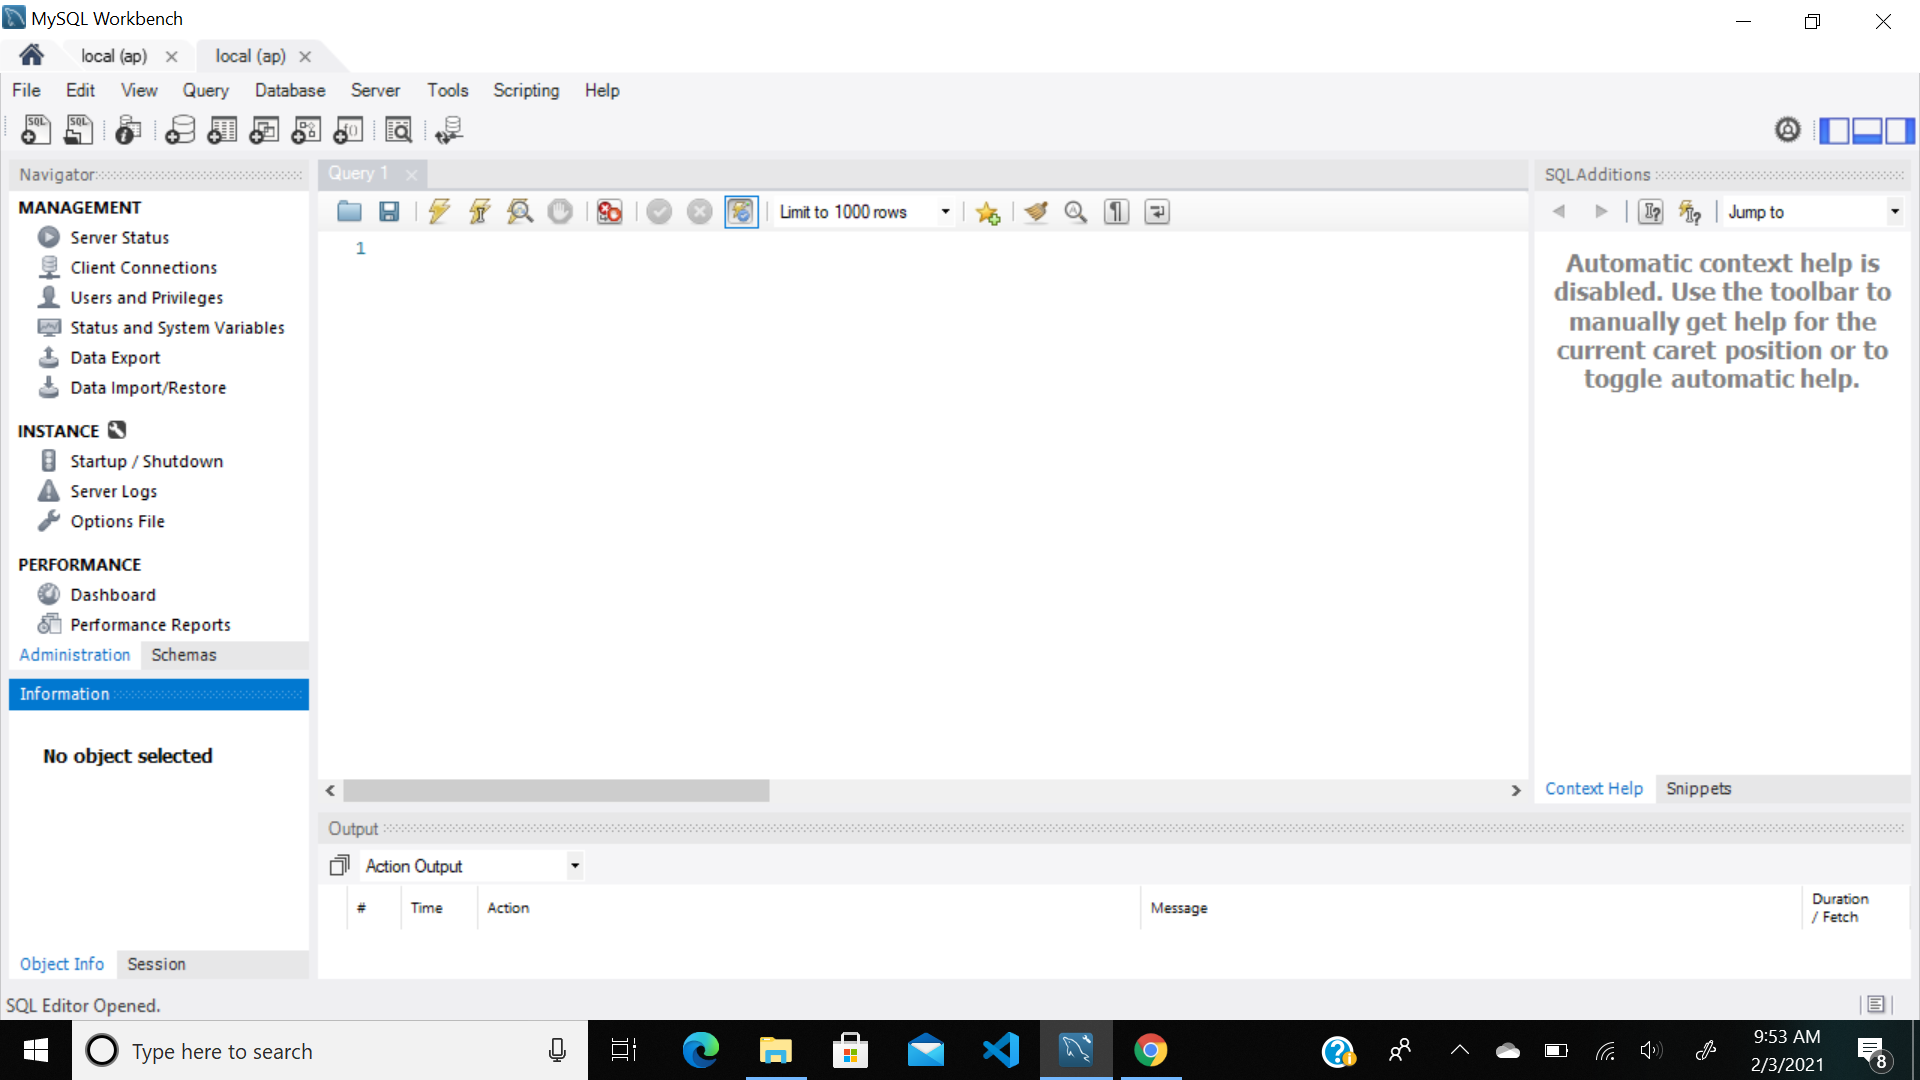 MySQL Workbench
local (ap)
local (ap)
File Edit View Query Database Server Tools Scripting Help
SQL
SQL
Navigator
MANAGEMENT
Server Status
Client Connections
Users and Privileges
Status and System Variables
Data Export
Data Import/Restore
INSTANCE
Startup / Shutdown
Server Logs
Options File
PERFORMANCE
Dashboard
Performance Reports
Administration Schemas
Information
No object selected
Object Info Session
Query 1
Limit to 1000 rows
1
SQLAdditions
Jump to
Automatic context help is
disabled. Use the toolbar to
manually get help for the
current caret position or to
toggle automatic help.
Context Help Snippets
Output
Action Output
# Time Action Message Duration
/ Fetch
SQL Editor Opened.
Type here to search
9:53 AM
2/3/2021
8